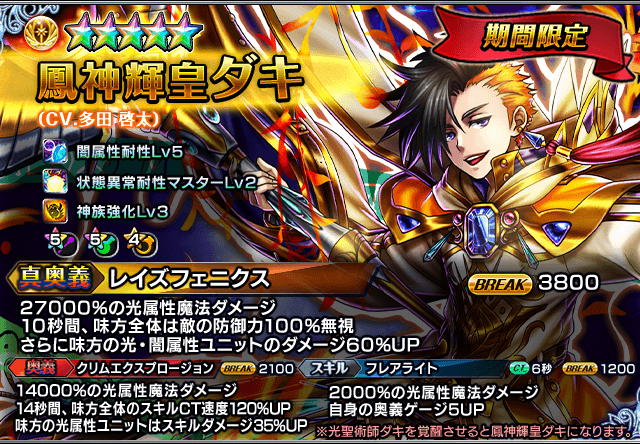 期間限定
鳳神輝皇ダキ
(CV.多田 啓太)
闇属性耐性Lv5
状態異常耐性マスターLv2
神族強化Lv3
5 5 4
真奥義 レイズフェニクス BREAK 3800
27000%の光属性魔法ダメージ
10秒間、味方全体は敵の防御力100%無視
さらに味方の光・闇属性ユニットのダメージ60%UP
奥義 クリムエクスプロージョン BREAK 2100
14000%の光属性魔法ダメージ
14秒間、味方全体のスキルCT速度120%UP
味方の光属性ユニットはスキルダメージ35%UP
スキル フレアライト CT 6秒 BREAK 1200
2000%の光属性魔法ダメージ
自身の奥義ゲージ5UP
※光聖術師ダキを覚醒させると鳳神輝皇ダキになります。